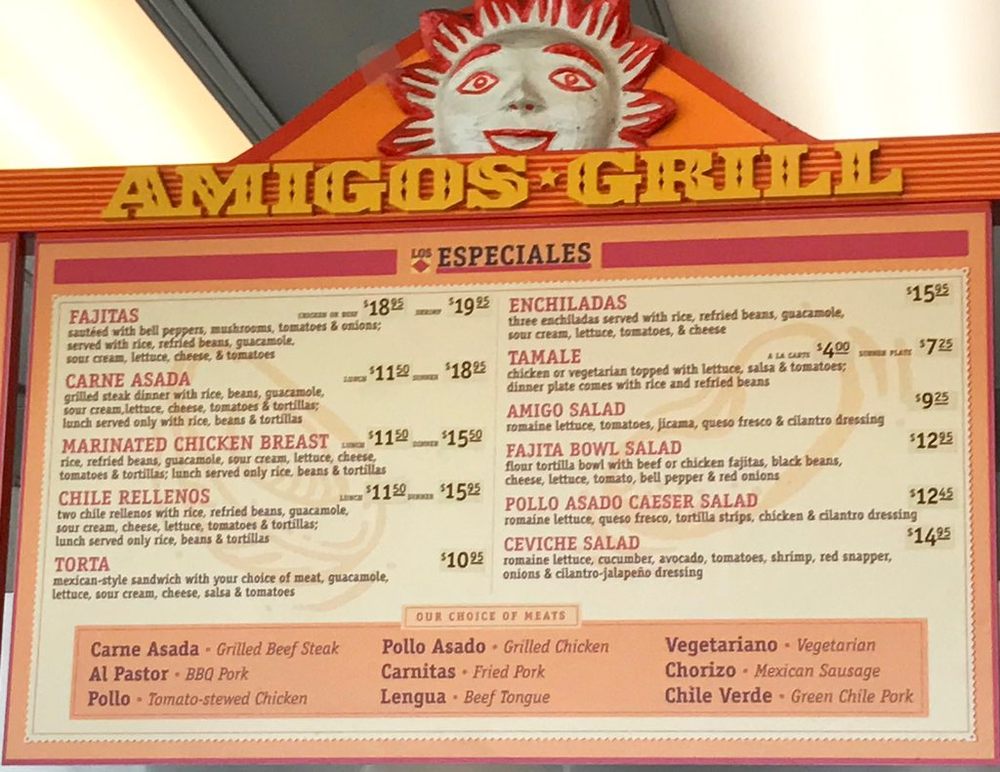 AMIGOS GRILL
LOS ESPECIALES
FAJITAS CHICKEN OR BEEF $18.95 SHRIMP $19.95
sautéed with bell peppers, mushrooms, tomatoes & onions;
served with rice, refried beans, guacamole,
sour cream, lettuce, cheese, & tomatoes
CARNE ASADA LUNCH $11.50 DINNER $18.95
grilled steak dinner with rice, beans, guacamole,
sour cream,lettuce, cheese, tomatoes & tortillas;
lunch served only with rice, beans & tortillas
MARINATED CHICKEN BREAST LUNCH $11.50 DINNER $15.50
rice, refried beans, guacamole, sour cream, lettuce, cheese,
tomatoes & tortillas; lunch served only rice, beans & tortillas
CHILE RELLENOS LUNCH $11.50 DINNER $15.95
two chile rellenos with rice, refried beans, guacamole,
sour cream, cheese, lettuce, tomatoes & tortillas;
lunch served only rice, beans & tortillas
TORTA $10.95
mexican-style sandwich with your choice of meat, guacamole,
lettuce, sour cream, cheese, salsa & tomatoes
ENCHILADAS $15.95
three enchiladas served with rice, refried beans, guacamole,
sour cream, lettuce, tomatoes, & cheese
TAMALE A LA CARTE $4.00 DINNER PLATE $7.25
chicken or vegetarian topped with lettuce, salsa & tomatoes;
dinner plate comes with rice and refried beans
AMIGO SALAD $9.25
romaine lettuce, tomatoes, jicama, queso fresco & cilantro dressing
FAJITA BOWL SALAD $12.95
flour tortilla bowl with beef or chicken fajitas, black beans,
cheese, lettuce, tomato, bell pepper & red onions
POLLO ASADO CAESER SALAD $12.45
romaine lettuce, queso fresco, tortilla strips, chicken & cilantro dressing
CEVICHE SALAD $14.95
romaine lettuce, cucumber, avocado, tomatoes, shrimp, red snapper,
onions & cilantro-jalapeño dressing
OUR CHOICE OF MEATS
Carne Asada • Grilled Beef Steak
Al Pastor • BBQ Pork
Pollo • Tomato-stewed Chicken
Pollo Asado • Grilled Chicken
Carnitas • Fried Pork
Lengua • Beef Tongue
Vegetariano • Vegetarian
Chorizo • Mexican Sausage
Chile Verde • Green Chile Pork